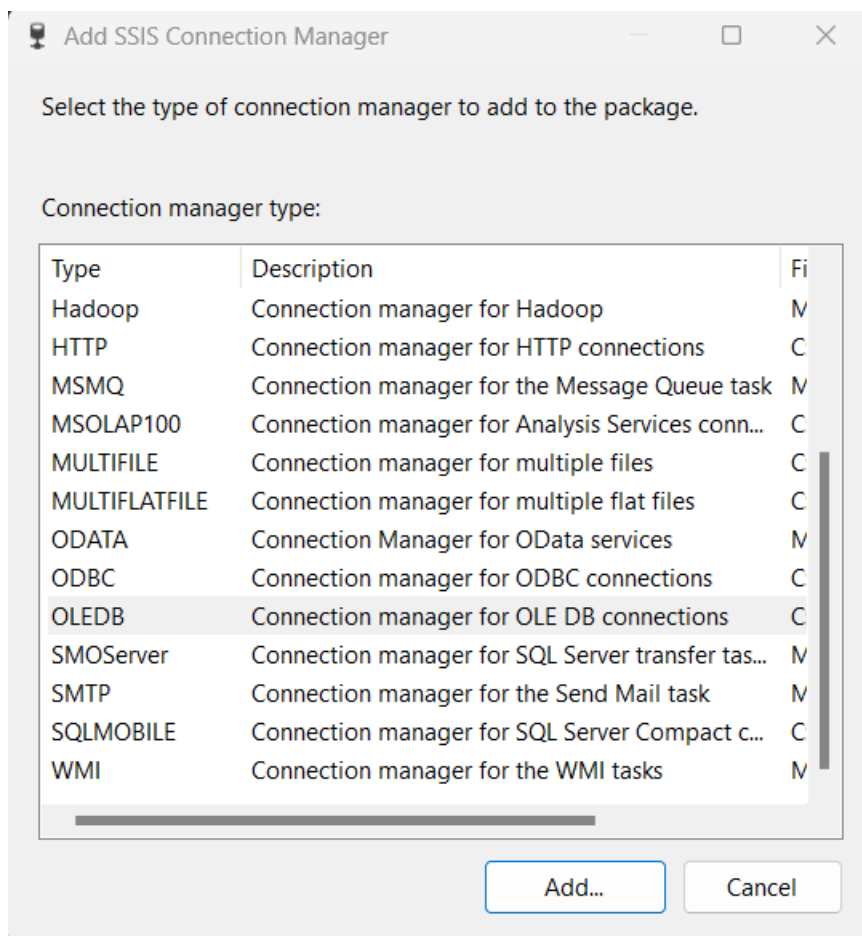 Add SSIS Connection Manager
Select the type of connection manager to add to the package.
Connection manager type:
Type Description Fi
Hadoop Connection manager for Hadoop M
HTTP Connection manager for HTTP connections C
MSMQ Connection manager for the Message Queue task M
MSOLAP100 Connection manager for Analysis Services conn... C
MULTIFILE Connection manager for multiple files C
MULTIFLATFILE Connection manager for multiple flat files C
ODATA Connection Manager for OData services M
ODBC Connection manager for ODBC connections C
OLEDB Connection manager for OLE DB connections C
SMOServer Connection manager for SQL Server transfer tas... M
SMTP Connection manager for the Send Mail task M
SQLMOBILE Connection manager for SQL Server Compact c... C
WMI Connection manager for the WMI tasks M
Add... Cancel